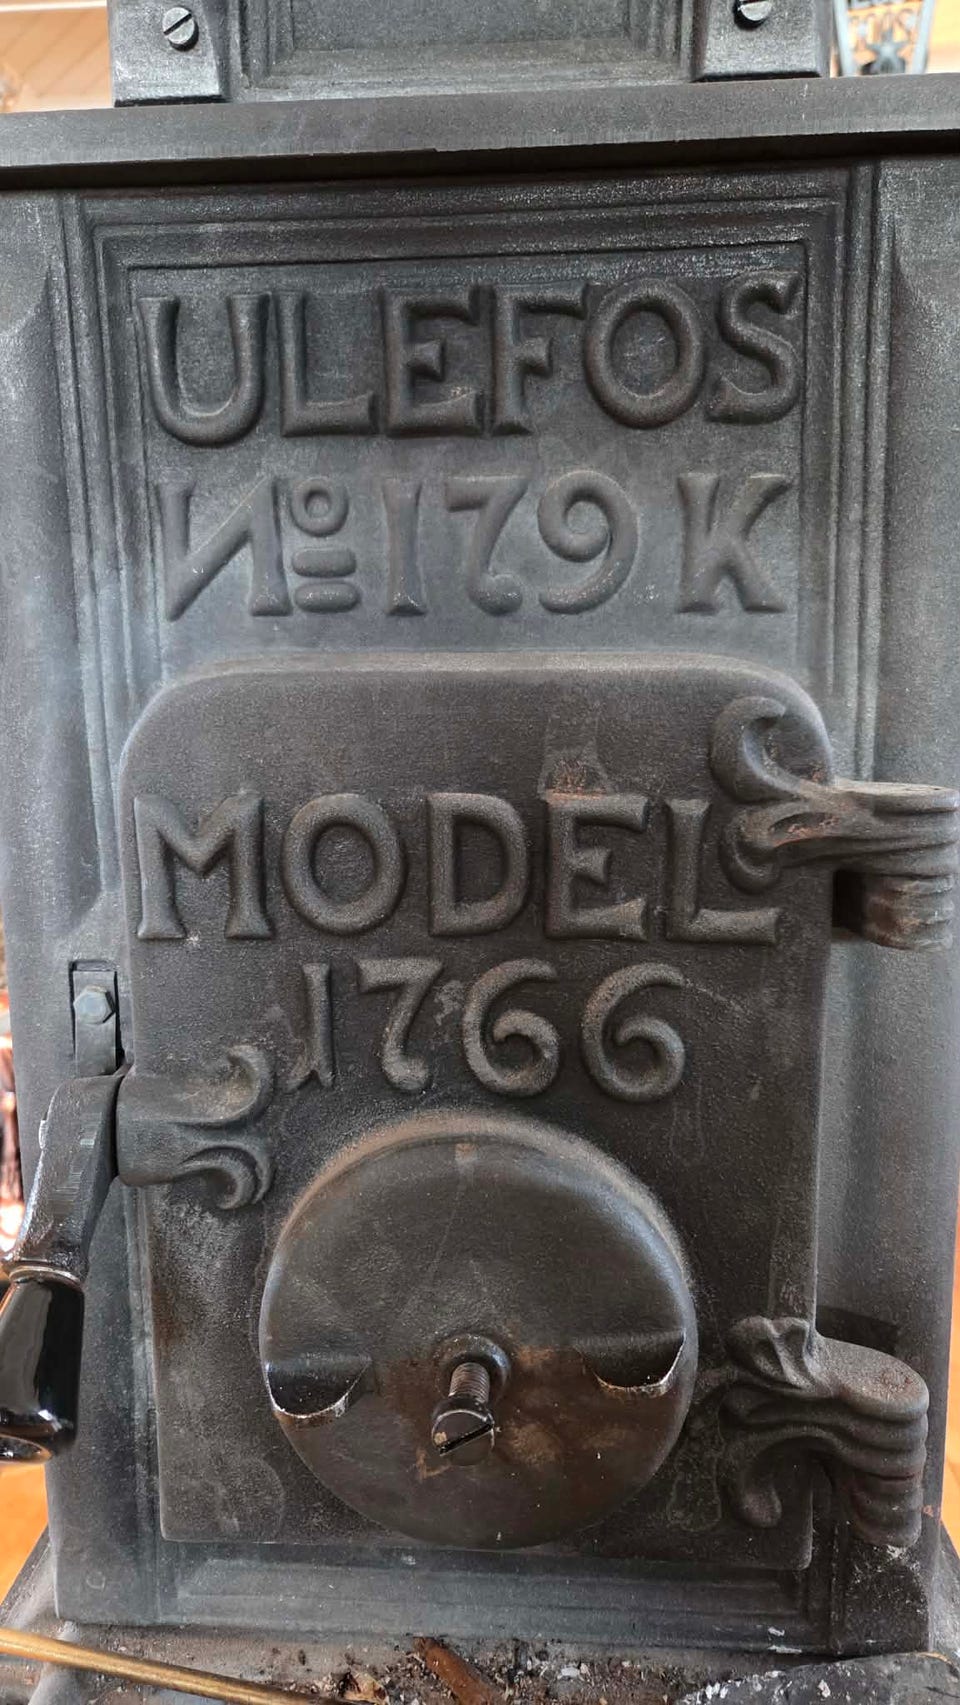 ULEFOS
Nº 179 K
MODEL
1766